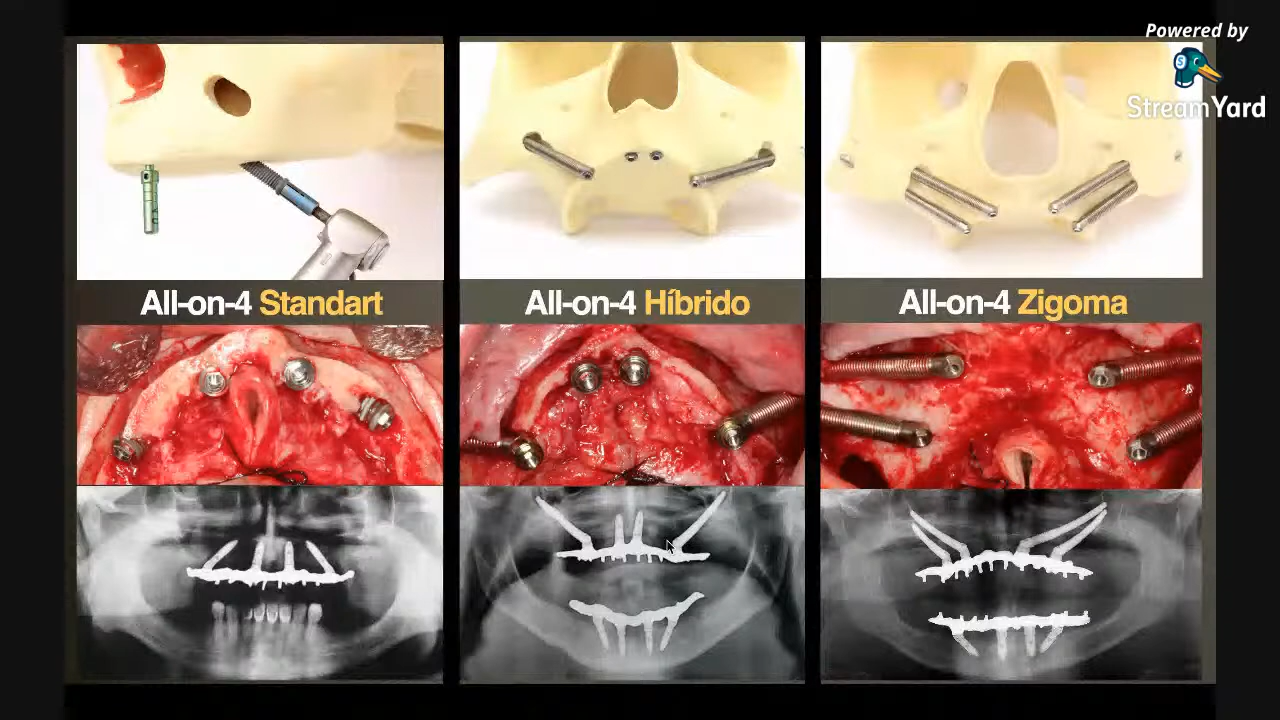 Powered by
StreamYard
All-on-4 Standart
All-on-4 Híbrido
All-on-4 Zigoma